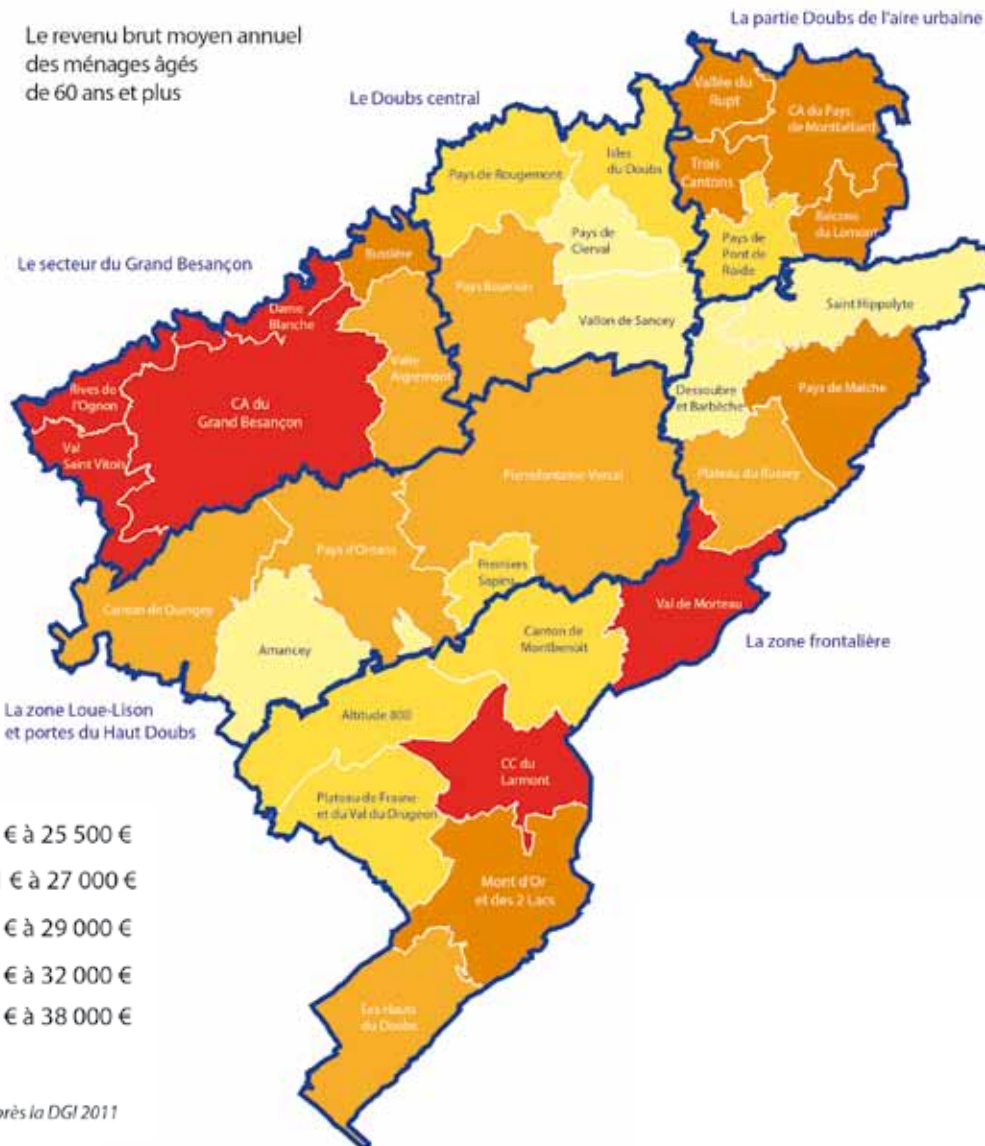 La partie Doubs de l'aire urbaine
Le revenu brut moyen annuel
des ménages âgés
de 60 ans et plus
Le Doubs central
Vallée du
Rupt
CA du Pays
de Montbéliard
Isles
du Doubs
Pays de Rougemont
Trois
Cantons
Balcons
du Lomont
Pays de
Clerval
Pays de
Pont de
Roide
Bussière
Le secteur du Grand Besançon
Pays Baumois
Saint Hippolyte
Dame
Blanche
Vallon de Sancey
Valle
Aigremont
Rives de
l'Ognon
CA du
Grand Besançon
Dessoubre
et Barbèche
Pays de Maîche
Val
Saint Vitois
Pierrefontaine-Vercel
Plateau du Russey
Pays d'Ornans
Premiers
Sapins
Canton de Quingey
Val de Morteau
Amancey
Canton de
Montbenoît
La zone frontalière
La zone Loue-Lison
et portes du Haut Doubs
Altitude 800
CC du
Larmont
Plateau de Frasne
et du Val du Drugeon
€ à 25 500 €
€ à 27 000 €
Mont d'Or
et des 2 Lacs
€ à 29 000 €
€ à 32 000 €
€ à 38 000 €
Les Hauts
du Doubs
la DGI 2011